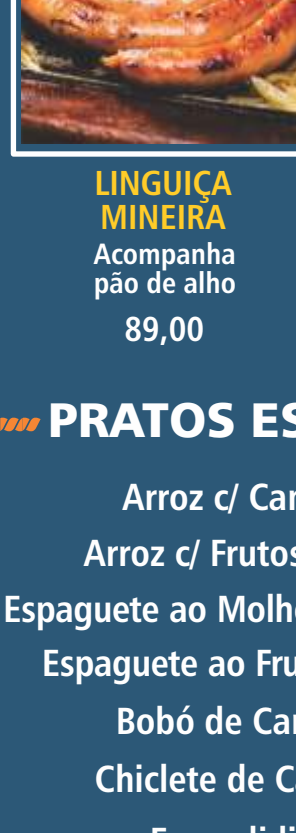 LINGUIÇA
MINEIRA
Acompanha
pão de alho
89,00
PRATOS ES
Arroz c/ Car
Arroz c/ Frutos
Espaguete ao Molho
Espaguete ao Fru
Bobó de Car
Chiclete de Ca